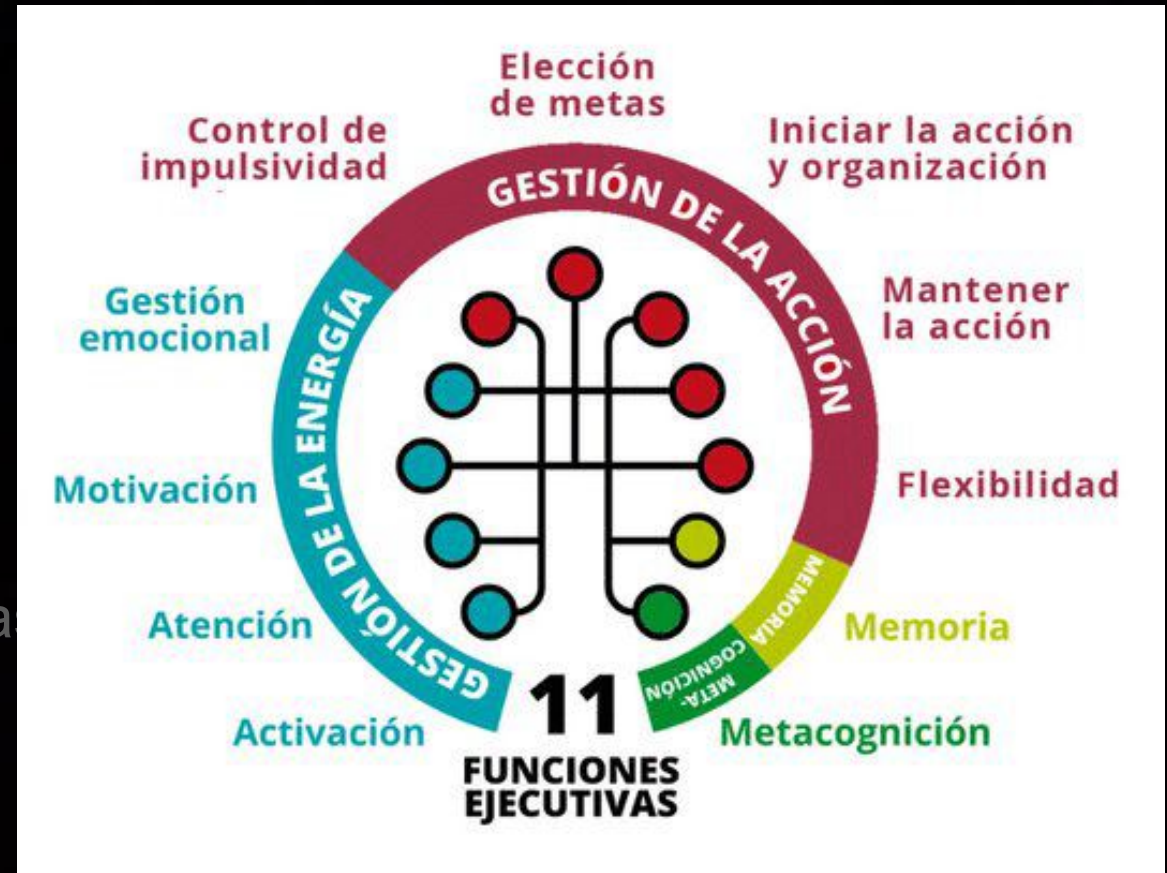 Elección
de metas
Control de
impulsividad
Iniciar la acción
y organización
GESTIÓN DE LA ACCIÓN
Gestión
emocional
Mantener
la acción
GESTIÓN DE LA ENERGÍA
Motivación
Flexibilidad
Atención
MEMORIA
Memoria
META-
COGNICIÓN
Activación
Metacognición
11
FUNCIONES
EJECUTIVAS